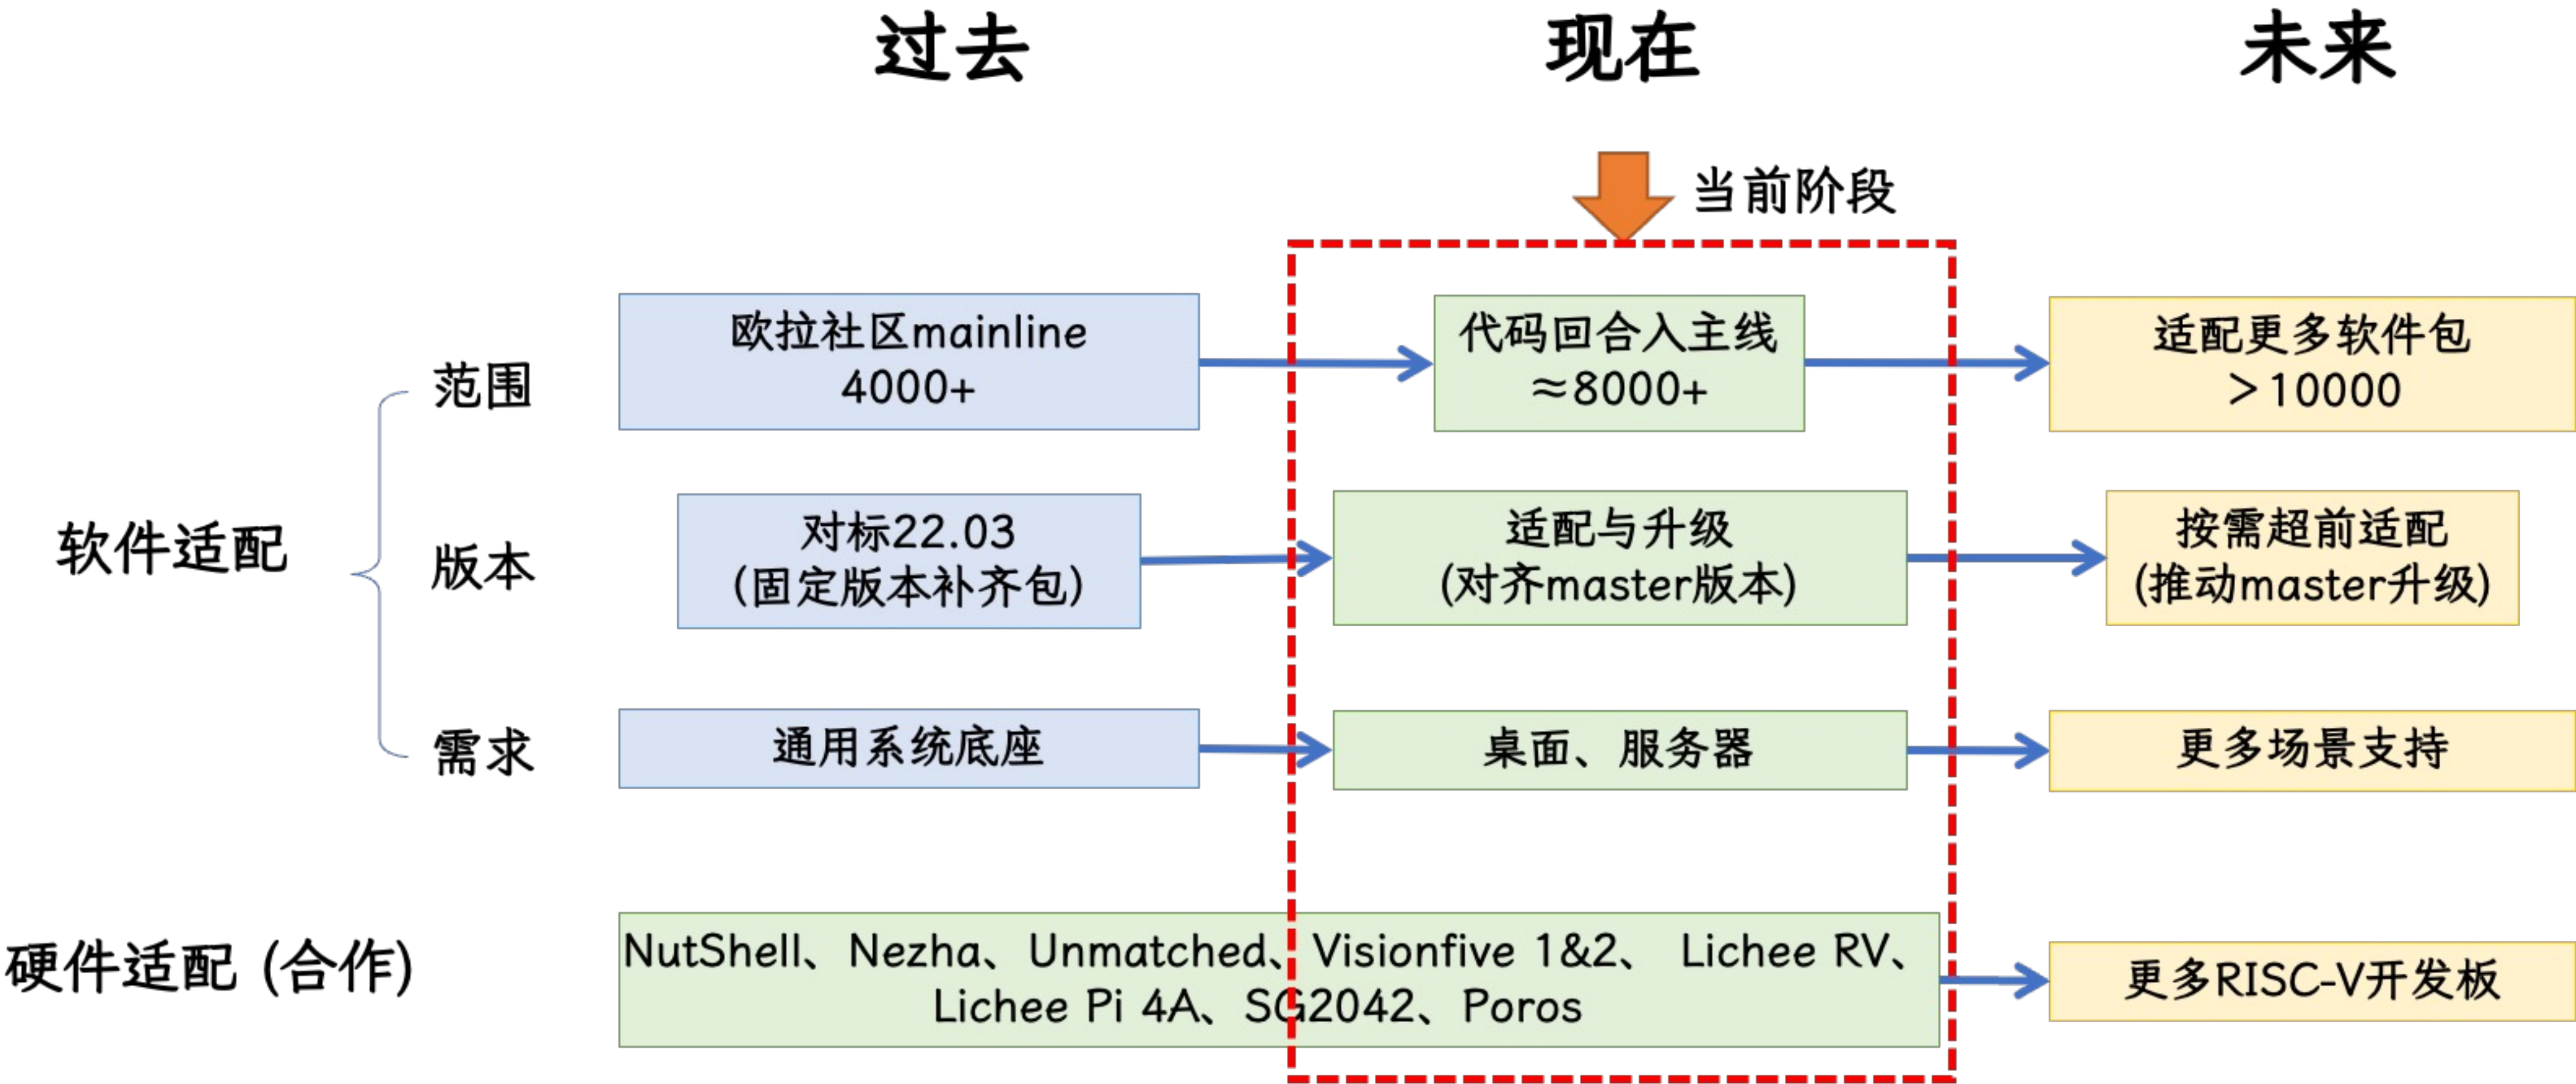 过去
现在
未来
当前阶段
软件适配
范围
欧拉社区mainline
4000+
代码回合入主线
≈8000+
适配更多软件包
>10000
版本
对标22.03
(固定版本补齐包)
适配与升级
(对齐master版本)
按需超前适配
(推动master升级)
需求
通用系统底座
桌面、服务器
更多场景支持
硬件适配 (合作)
NutShell、Nezha、Unmatched、Visionfive 1&2、 Lichee RV、
Lichee Pi 4A、SG2042、Poros
更多RISC-V开发板